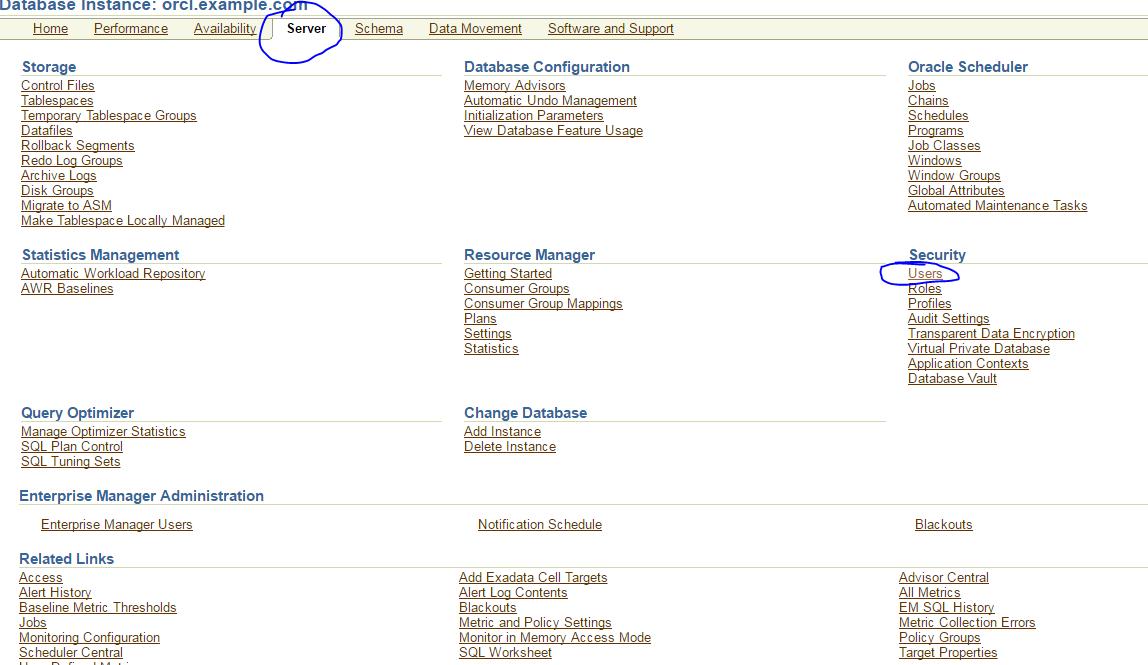 Database Instance: orcl.example.com
Home Performance Availability Server Schema Data Movement Software and Support
Storage
Control Files
Tablespaces
Temporary Tablespace Groups
Datafiles
Rollback Segments
Redo Log Groups
Archive Logs
Disk Groups
Migrate to ASM
Make Tablespace Locally Managed
Database Configuration
Memory Advisors
Automatic Undo Management
Initialization Parameters
View Database Feature Usage
Oracle Scheduler
Jobs
Chains
Schedules
Programs
Job Classes
Windows
Window Groups
Global Attributes
Automated Maintenance Tasks
Statistics Management
Automatic Workload Repository
AWR Baselines
Resource Manager
Getting Started
Consumer Groups
Consumer Group Mappings
Plans
Settings
Statistics
Security
Users
Roles
Profiles
Audit Settings
Transparent Data Encryption
Virtual Private Database
Application Contexts
Database Vault
Query Optimizer
Manage Optimizer Statistics
SQL Plan Control
SQL Tuning Sets
Change Database
Add Instance
Delete Instance
Enterprise Manager Administration
Enterprise Manager Users Notification Schedule Blackouts
Related Links
Access
Alert History
Baseline Metric Thresholds
Jobs
Monitoring Configuration
Scheduler Central
Add Exadata Cell Targets
Alert Log Contents
Blackouts
Metric and Policy Settings
Monitor in Memory Access Mode
SQL Worksheet
Advisor Central
All Metrics
EM SQL History
Metric Collection Errors
Policy Groups
Target Properties